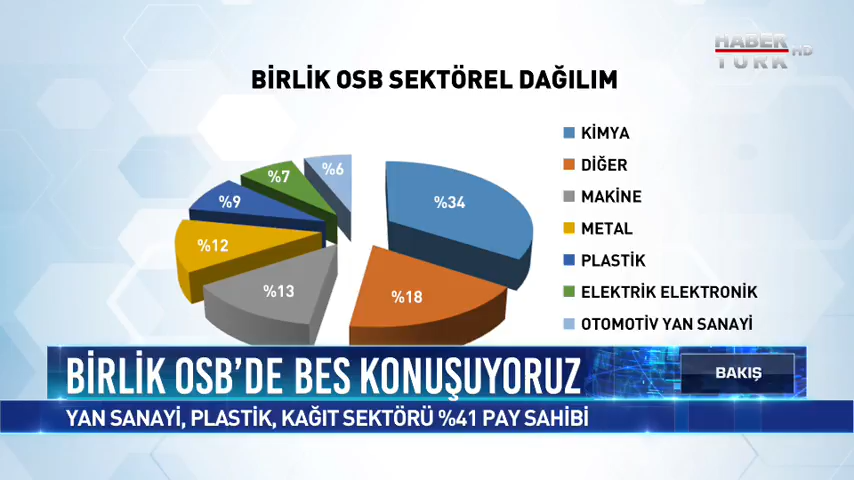 HABER
TURK HD
BİRLİK OSB SEKTÖREL DAĞILIM
%34
%18
%13
%12
%9
%7
%6
KİMYA
DİĞER
MAKİNE
METAL
PLASTİK
ELEKTRİK ELEKTRONİK
OTOMOTİV YAN SANAYİ
BİRLİK OSB’DE BES KONUŞUYORUZ
BAKIŞ
YAN SANAYİ, PLASTİK, KAĞIT SEKTÖRÜ %41 PAY SAHİBİ